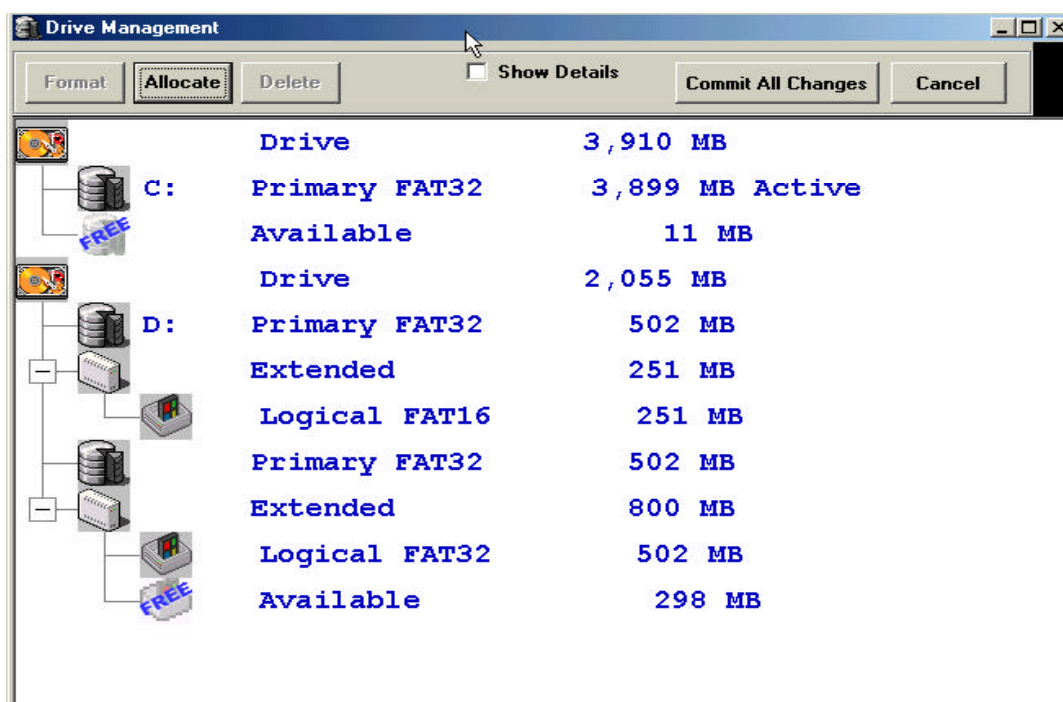 Drive Management
Format Allocate Delete Show Details Commit All Changes Cancel
Drive 3,910 MB
C: Primary FAT32 3,899 MB Active
FREE Available 11 MB
Drive 2,055 MB
D: Primary FAT32 502 MB
Extended 251 MB
Logical FAT16 251 MB
Primary FAT32 502 MB
Extended 800 MB
Logical FAT32 502 MB
FREE Available 298 MB